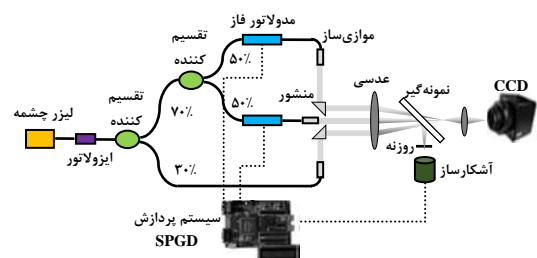 مدولاتور فاز
موازی‌ساز
تقسیم
کننده
۵۰٪
عدسی
نمونه‌گیر
CCD
منشور
۵۰٪
تقسیم
کننده
۷۰٪
لیزر چشمه
ایزولاتور
روزنه
۳۰٪
آشکارساز
سیستم پردازش
SPGD